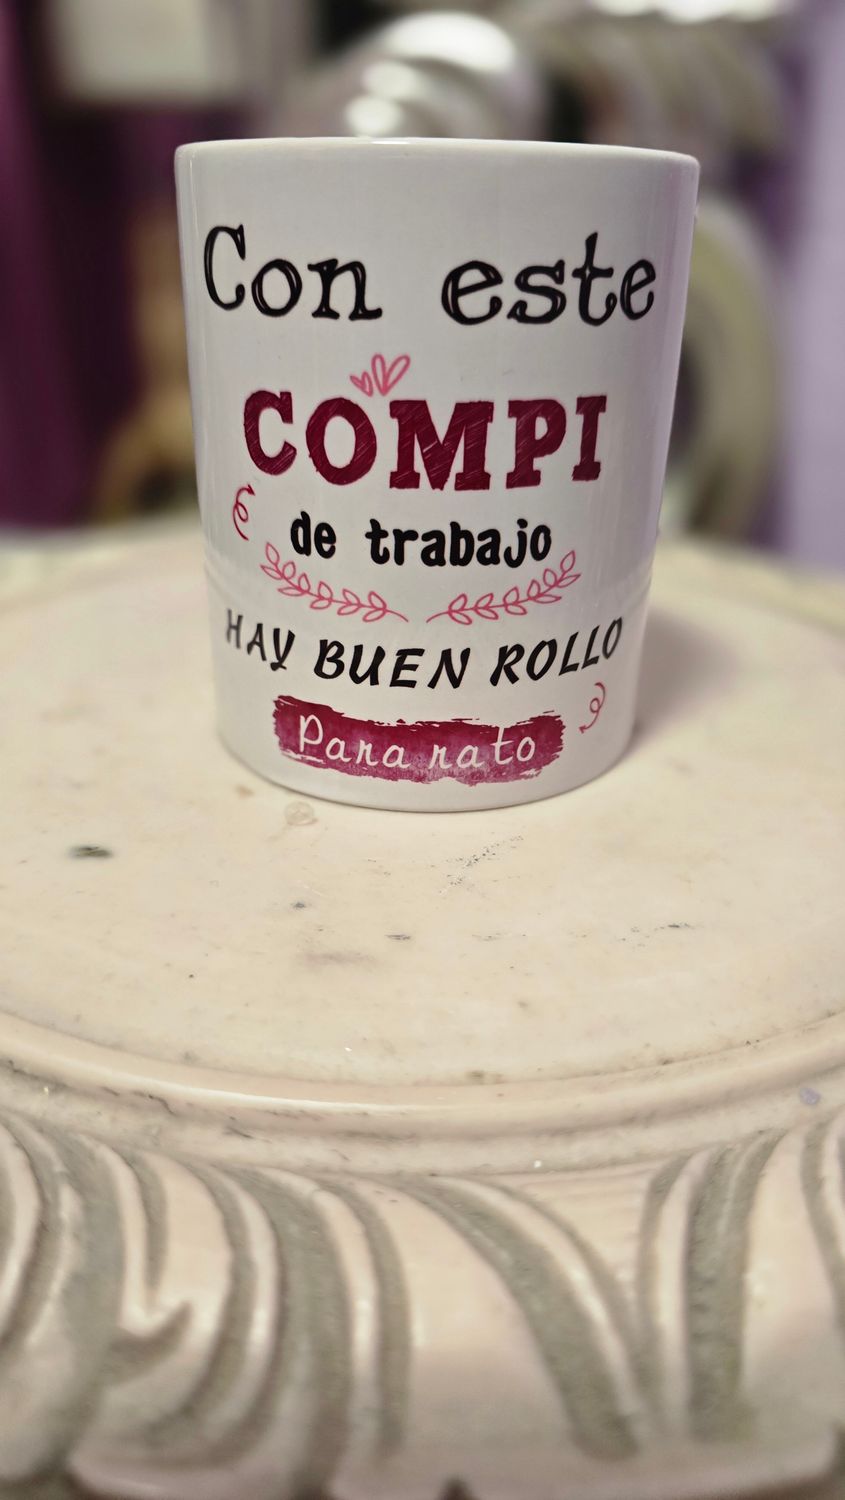 Con este
COMPI
de trabajo
HAY BUEN ROLLO
Para rato